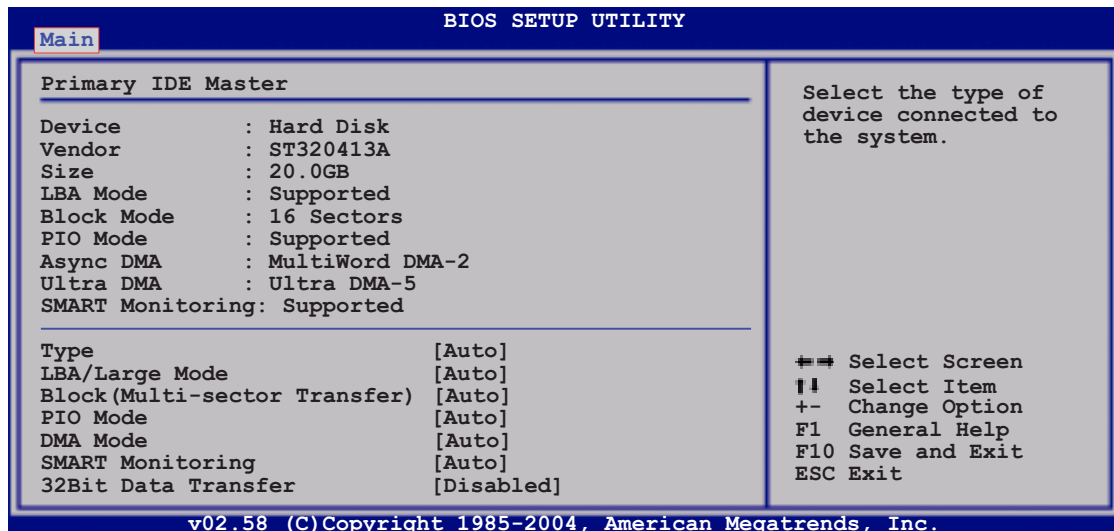 BIOS SETUP UTILITY
Main
Primary IDE Master
Device : Hard Disk
Vendor : ST320413A
Size : 20.0GB
LBA Mode : Supported
Block Mode : 16 Sectors
PIO Mode : Supported
Async DMA : MultiWord DMA-2
Ultra DMA : Ultra DMA-5
SMART Monitoring: Supported
Type [Auto]
LBA/Large Mode [Auto]
Block(Multi-sector Transfer) [Auto]
PIO Mode [Auto]
DMA Mode [Auto]
SMART Monitoring [Auto]
32Bit Data Transfer [Disabled]
Select the type of
device connected to
the system.
←→ Select Screen
↑↓ Select Item
+- Change Option
F1 General Help
F10 Save and Exit
ESC Exit
v02.58 (C)Copyright 1985-2004, American Megatrends, Inc.